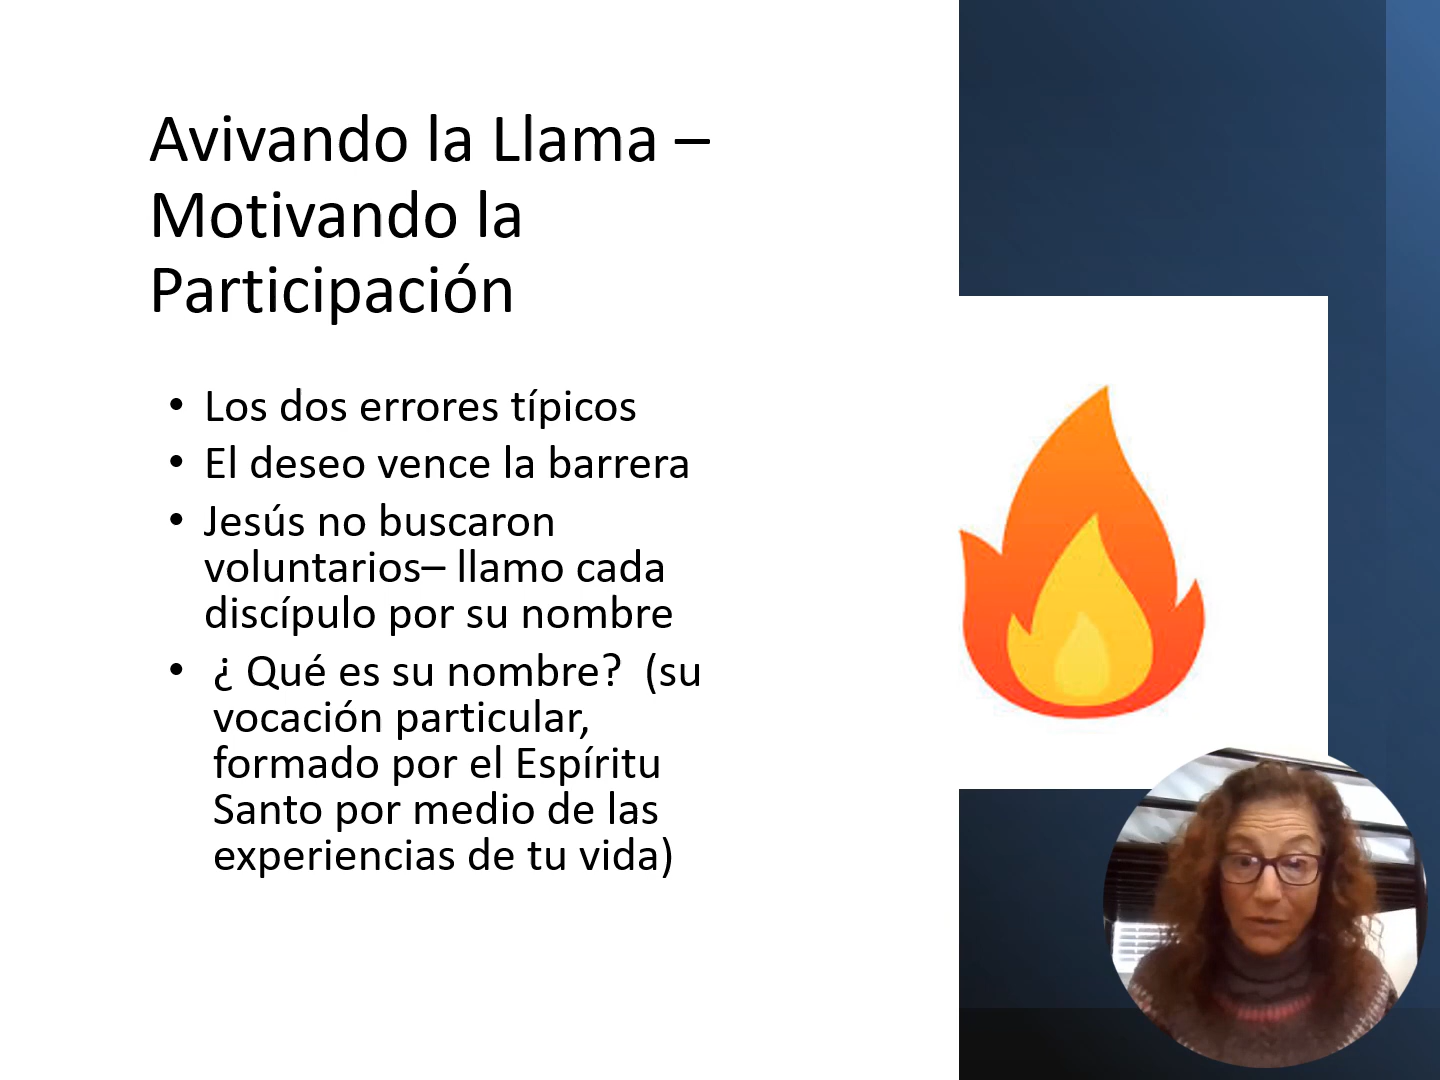 Avivando la Llama –
Motivando la
Participación
• Los dos errores típicos
• El deseo vence la barrera
• Jesús no buscaron
voluntarios– llamo cada
discípulo por su nombre
• ¿ Qué es su nombre?  (su
vocación particular,
formado por el Espíritu
Santo por medio de las
experiencias de tu vida)